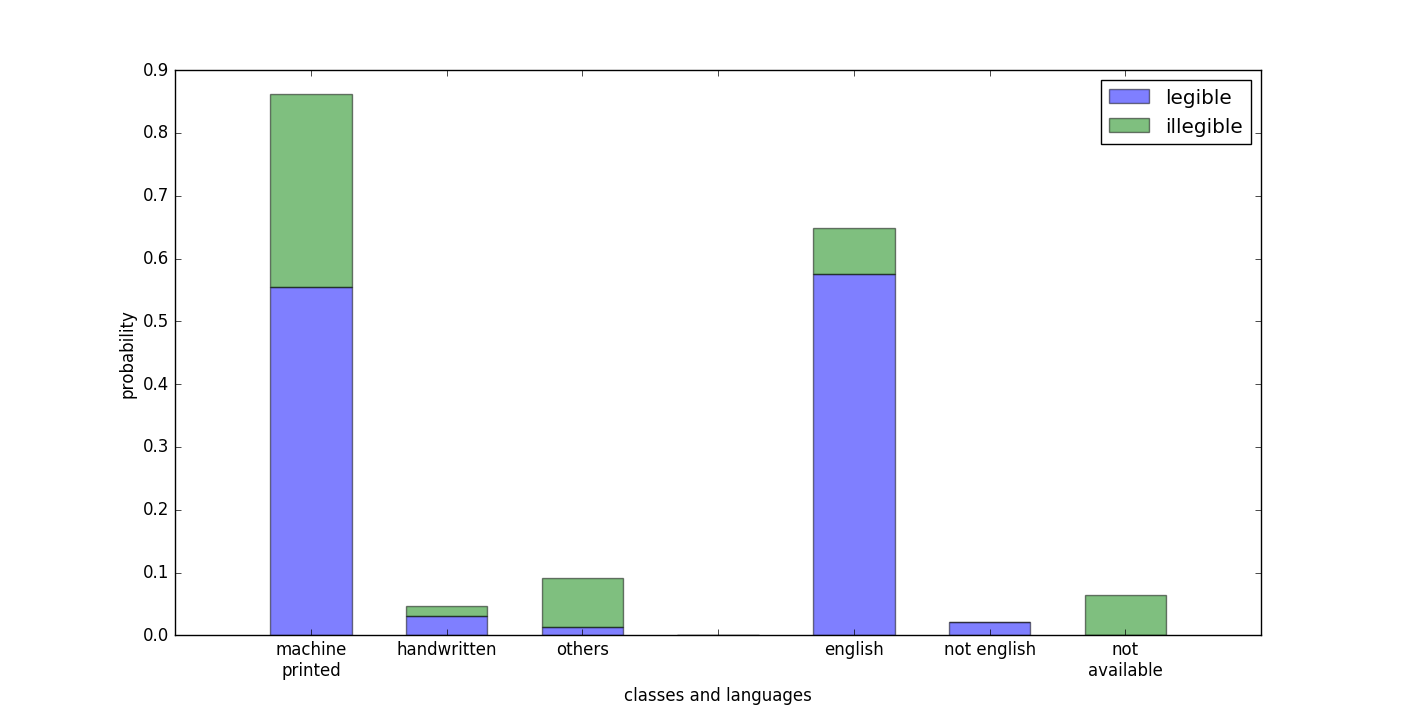 0.9
0.8
0.7
0.6
0.5
0.4
0.3
0.2
0.1
0.0
probability
legible
illegible
machine
printed
handwritten
others
english
not english
not
available
classes and languages